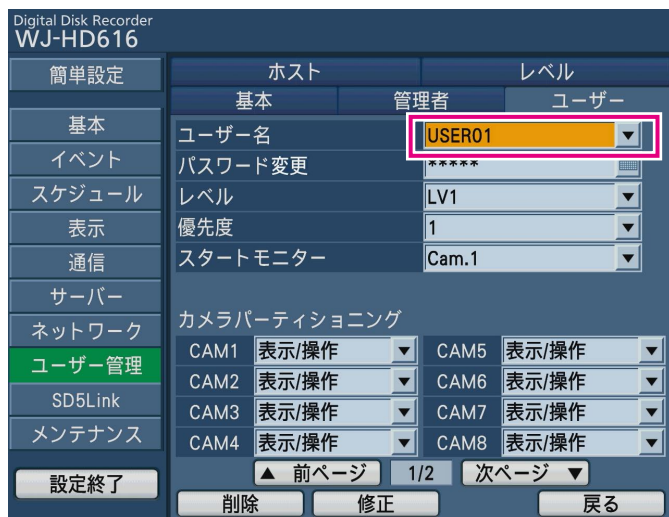 Digital Disk Recorder
WJ-HD616
簡単設定
基本
イベント
スケジュール
表示
通信
サーバー
ネットワーク
ユーザー管理
SD5Link
メンテナンス
設定終了
ホスト レベル
基本 管理者 ユーザー
ユーザー名 USER01 ▼
パスワード変更 *****
レベル LV1 ▼
優先度 1 ▼
スタートモニター Cam.1 ▼
カメラパーティショニング
CAM1 表示/操作 ▼ CAM5 表示/操作 ▼
CAM2 表示/操作 ▼ CAM6 表示/操作 ▼
CAM3 表示/操作 ▼ CAM7 表示/操作 ▼
CAM4 表示/操作 ▼ CAM8 表示/操作 ▼
▲ 前ページ 1/2 次ページ ▼
削除 修正 戻る